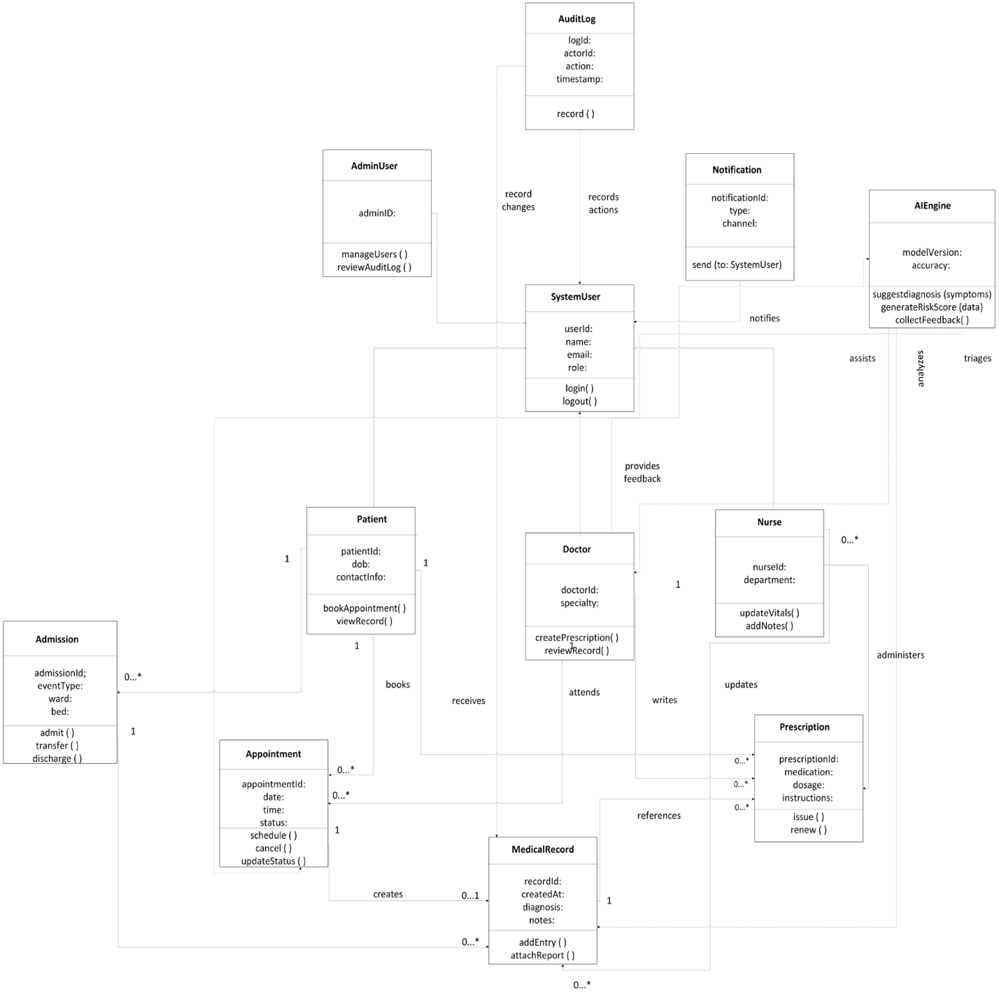 AuditLog
logId:
actorId:
action:
timestamp:
record ( )
AdminUser
adminID:
manageUsers ( )
reviewAuditLog ( )
record
changes
records
actions
Notification
notificationId:
type:
channel:
send (to: SystemUser)
AIEngine
modelVersion:
accuracy:
suggestdiagnosis (symptoms)
generateRiskScore (data)
collectFeedback( )
SystemUser
userId:
name:
email:
role:
login( )
logout( )
notifies
assists
analyzes
triages
provides
feedback
Patient
patientId:
dob:
contactInfo:
bookAppointment( )
viewRecord( )
1
1
1
Doctor
doctorId:
specialty:
createPrescription( )
reviewRecord( )
1
1
Nurse
nurseId:
department:
updateVitals( )
addNotes( )
0...*
Admission
admissionId;
eventType:
ward:
bed:
admit ( )
transfer ( )
discharge ( )
0...*
1
books
receives
attends
writes
updates
administers
Appointment
appointmentId:
date:
time:
status:
schedule ( )
cancel ( )
updateStatus ( )
0...*
0...*
1
Prescription
prescriptionId:
medication:
dosage:
instructions:
issue ( )
renew ( )
0...*
0...*
0...*
references
MedicalRecord
recordId:
createdAt:
diagnosis:
notes:
addEntry ( )
attachReport ( )
creates
0...1
1
0...*
0...*